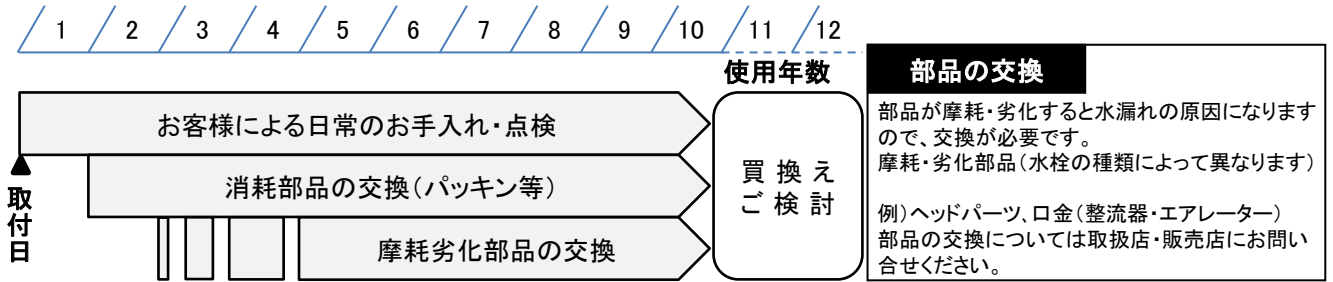 1 2 3 4 5 6 7 8 9 10 11 12
使用年数
取付日
お客様による日常のお手入れ・点検
消耗部品の交換(パッキン等)
摩耗劣化部品の交換
買換え
ご検討
部品の交換
部品が摩耗・劣化すると水漏れの原因になります
ので、交換が必要です。
摩耗・劣化部品(水栓の種類によって異なります)
例)ヘッドパーツ、口金(整流器・エアレーター)
部品の交換については取扱店・販売店にお問い
合せください。